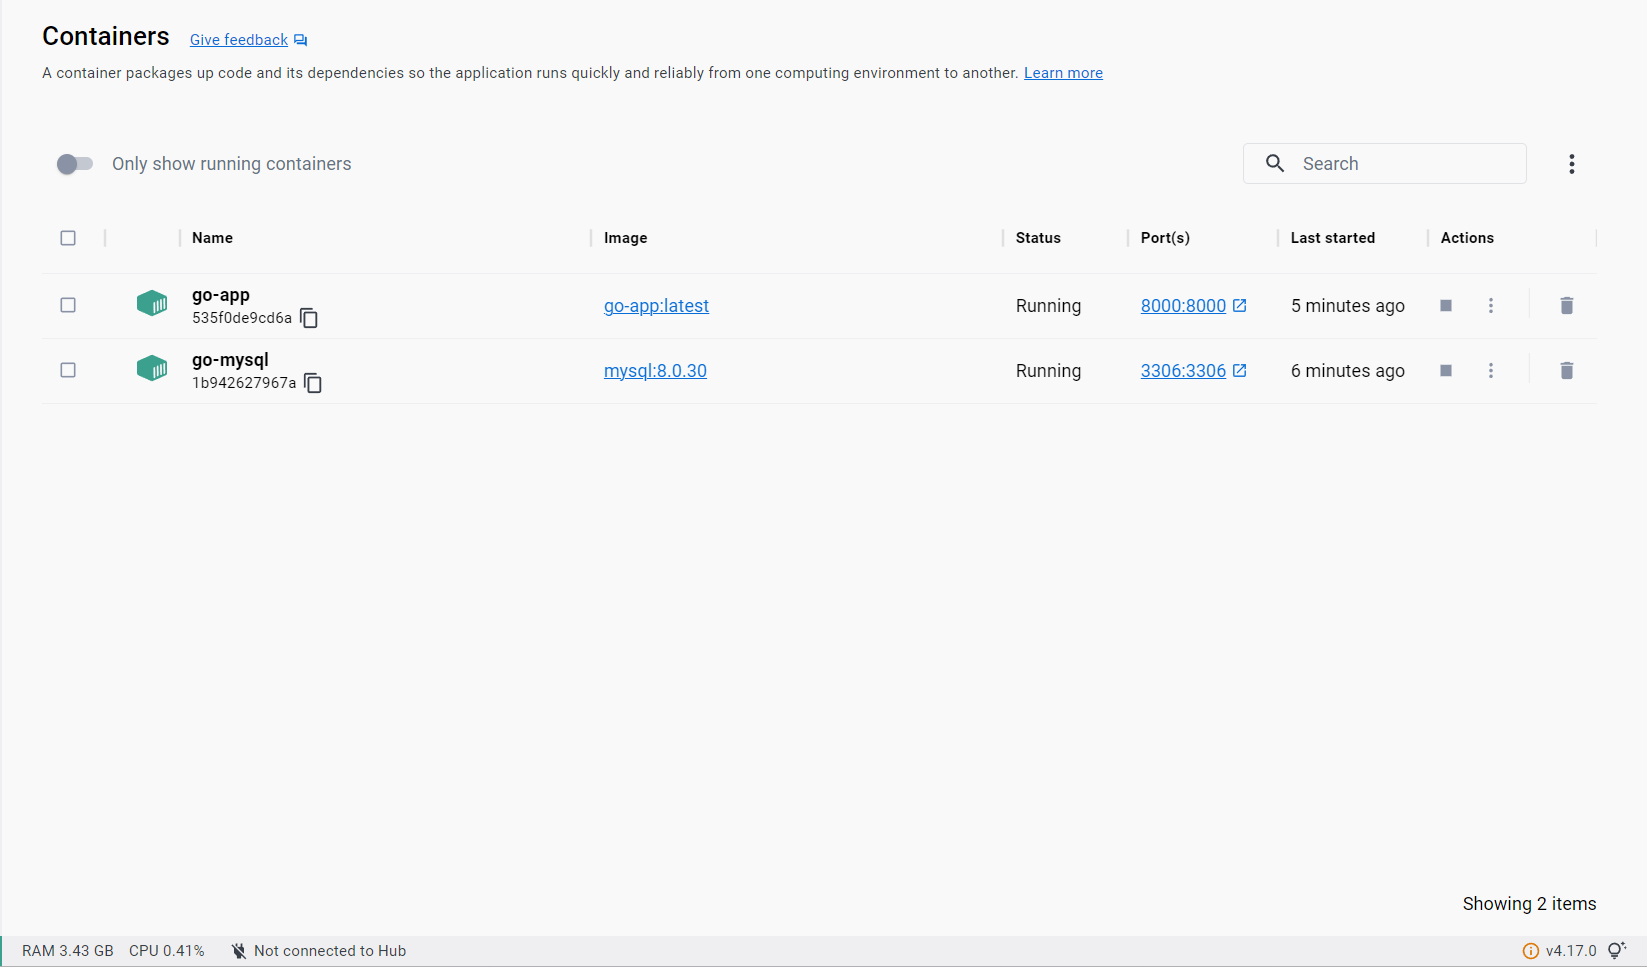 Containers Give feedback
A container packages up code and its dependencies so the application runs quickly and reliably from one computing environment to another. Learn more
Only show running containers Search
Name Image Status Port(s) Last started Actions
go-app
535f0de9cd6a go-app:latest Running 8000:8000 5 minutes ago
go-mysql
1b942627967a mysql:8.0.30 Running 3306:3306 6 minutes ago
Showing 2 items
RAM 3.43 GB CPU 0.41% Not connected to Hub v4.17.0